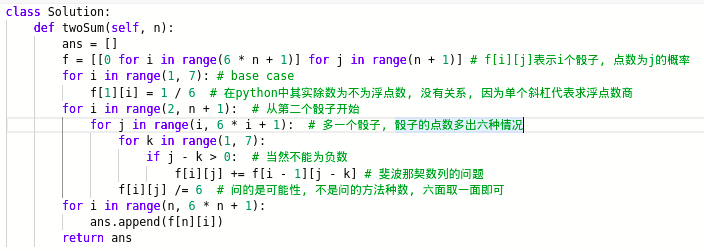 class Solution:
    def twoSum(self, n):
        ans = []
        f = [[0 for i in range(6 * n + 1)] for j in range(n + 1)] # f[i][j]表示i个骰子, 点数为j的概率
        for i in range(1, 7): # base case
            f[1][i] = 1 / 6  # 在python中其实除数为不为浮点数, 没有关系, 因为单个斜杠代表求浮点数商
        for i in range(2, n + 1):  # 从第二个骰子开始
            for j in range(i, 6 * i + 1):  # 多一个骰子, 骰子的点数多出六种情况
                for k in range(1, 7):
                    if j - k > 0:  # 当然不能为负数
                        f[i][j] += f[i - 1][j - k] # 斐波那契数列的问题
                f[i][j] /= 6  # 问的是可能性, 不是问的方法种数, 六面取一面即可
        for i in range(n, 6 * n + 1):
            ans.append(f[n][i])
        return ans